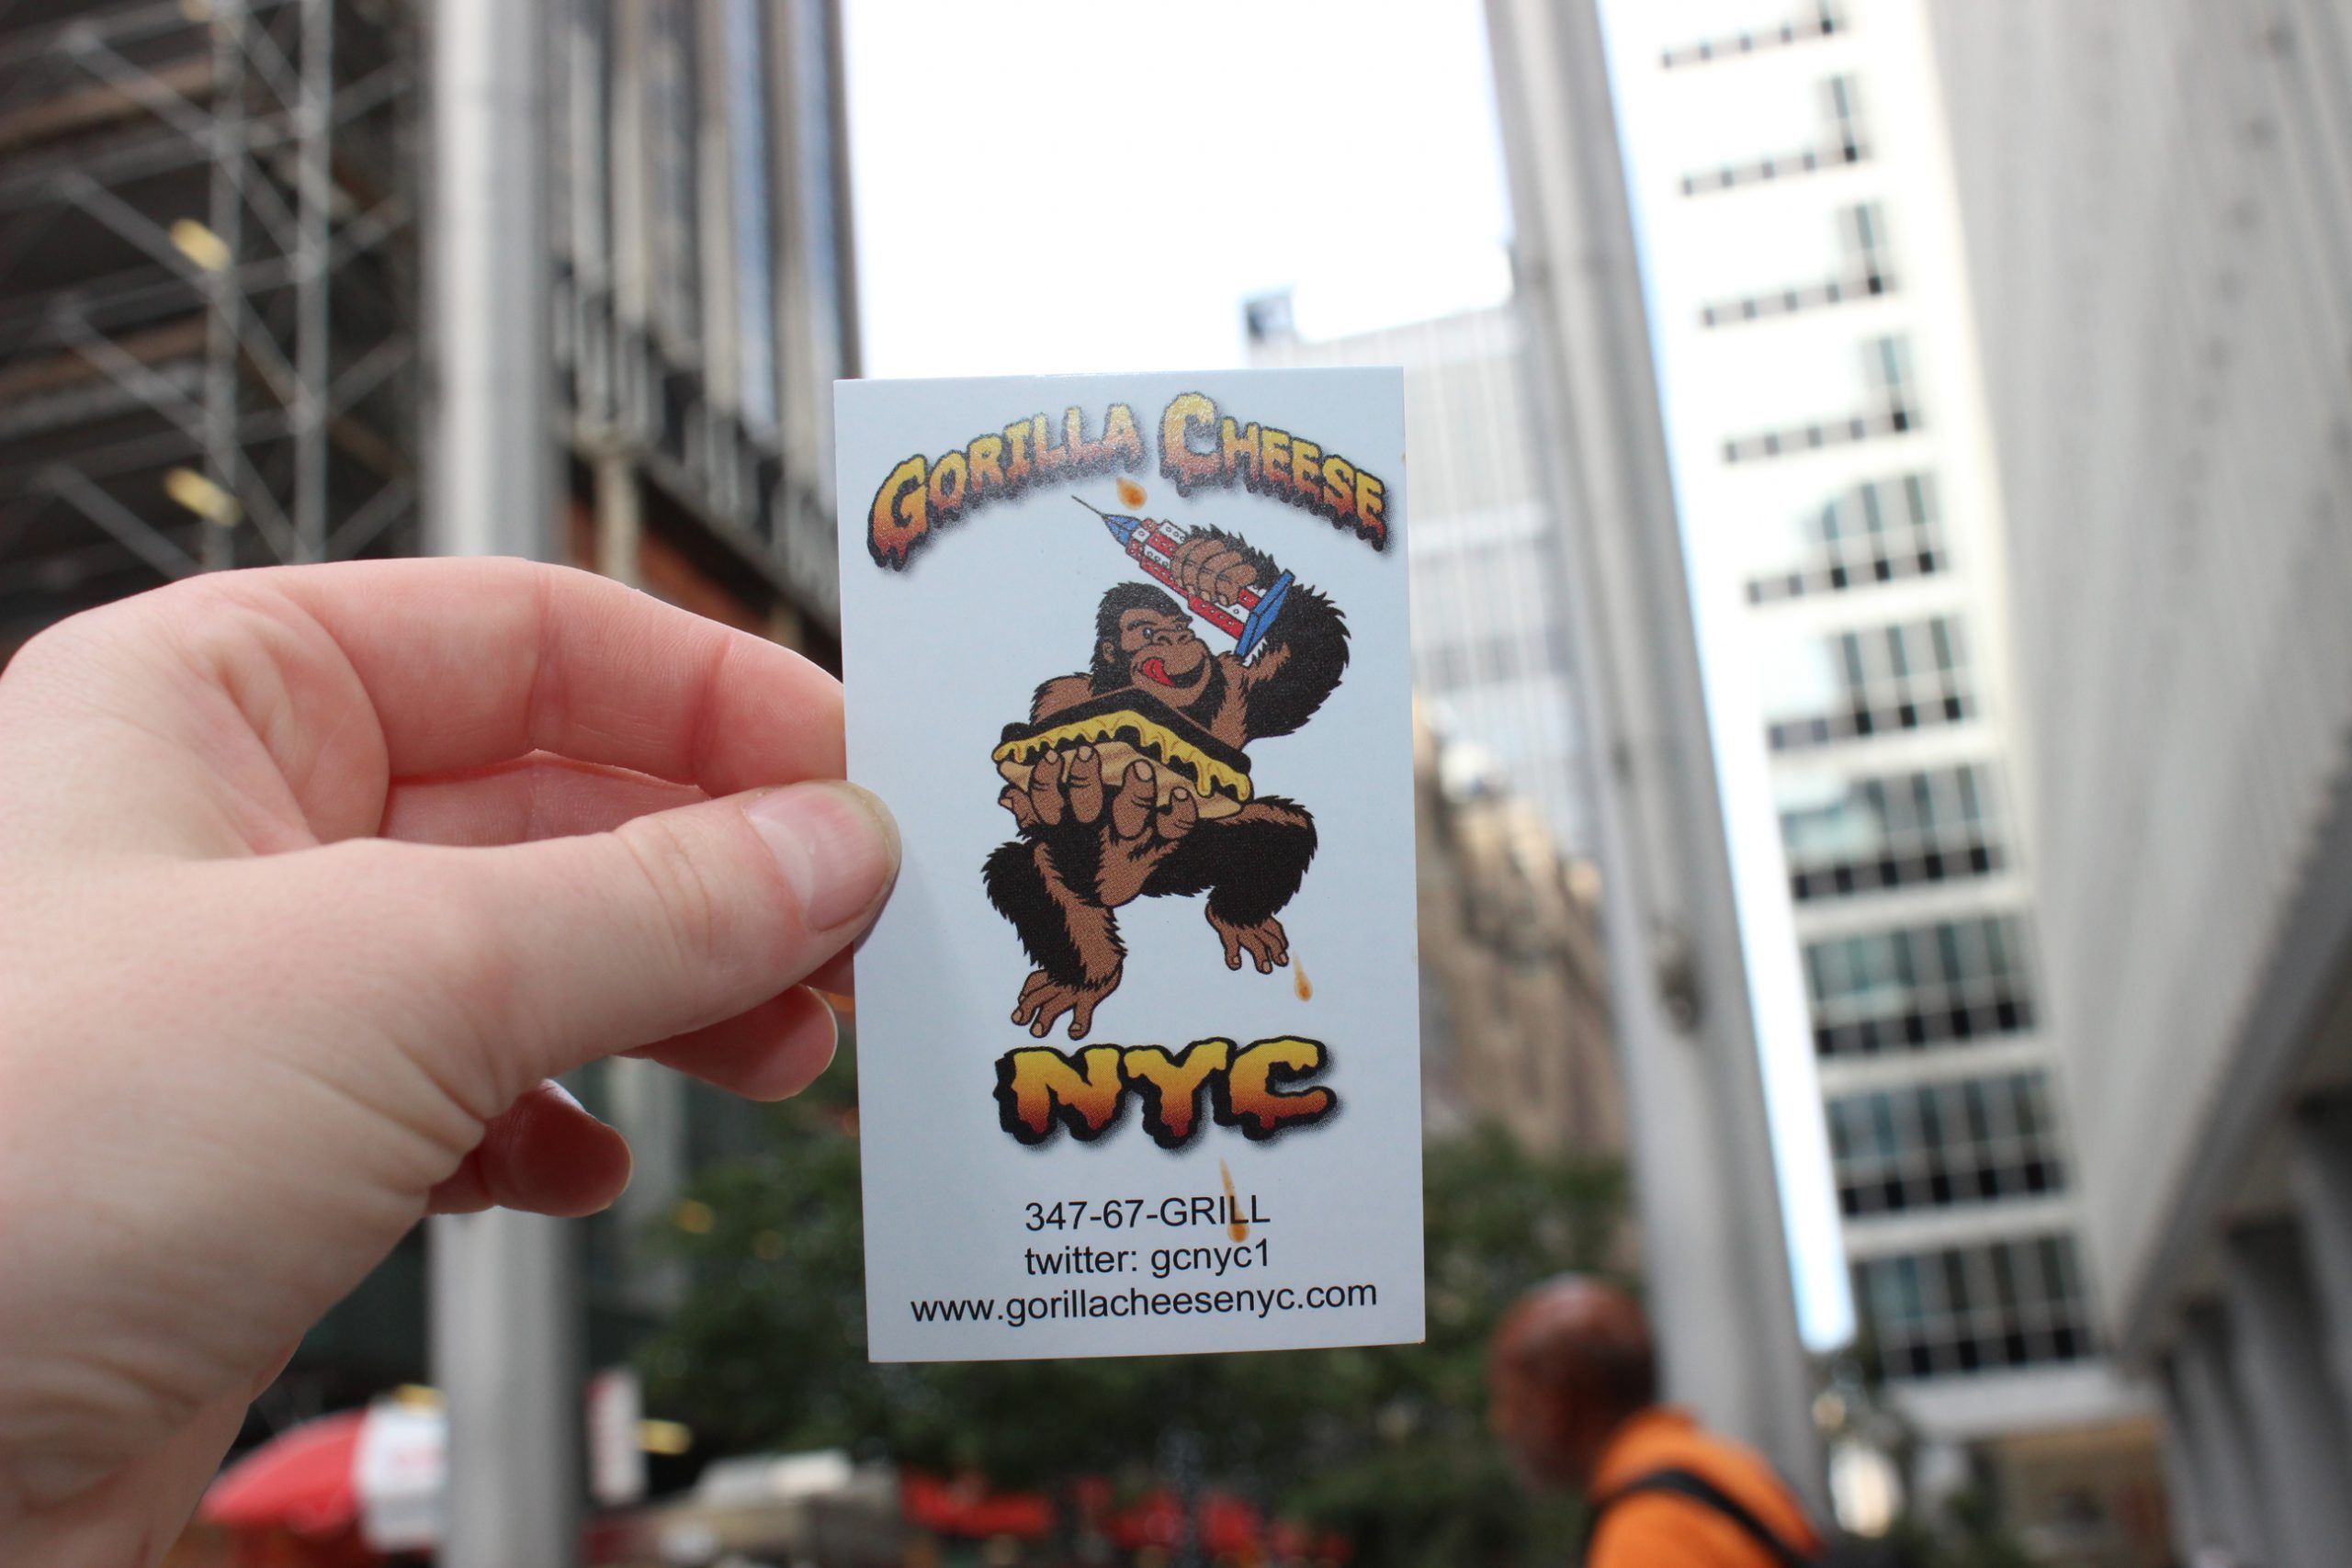 GORILLA CHEESE
NYC
347-67-GRILL
twitter: gcnyc1
www.gorillacheesenyc.com